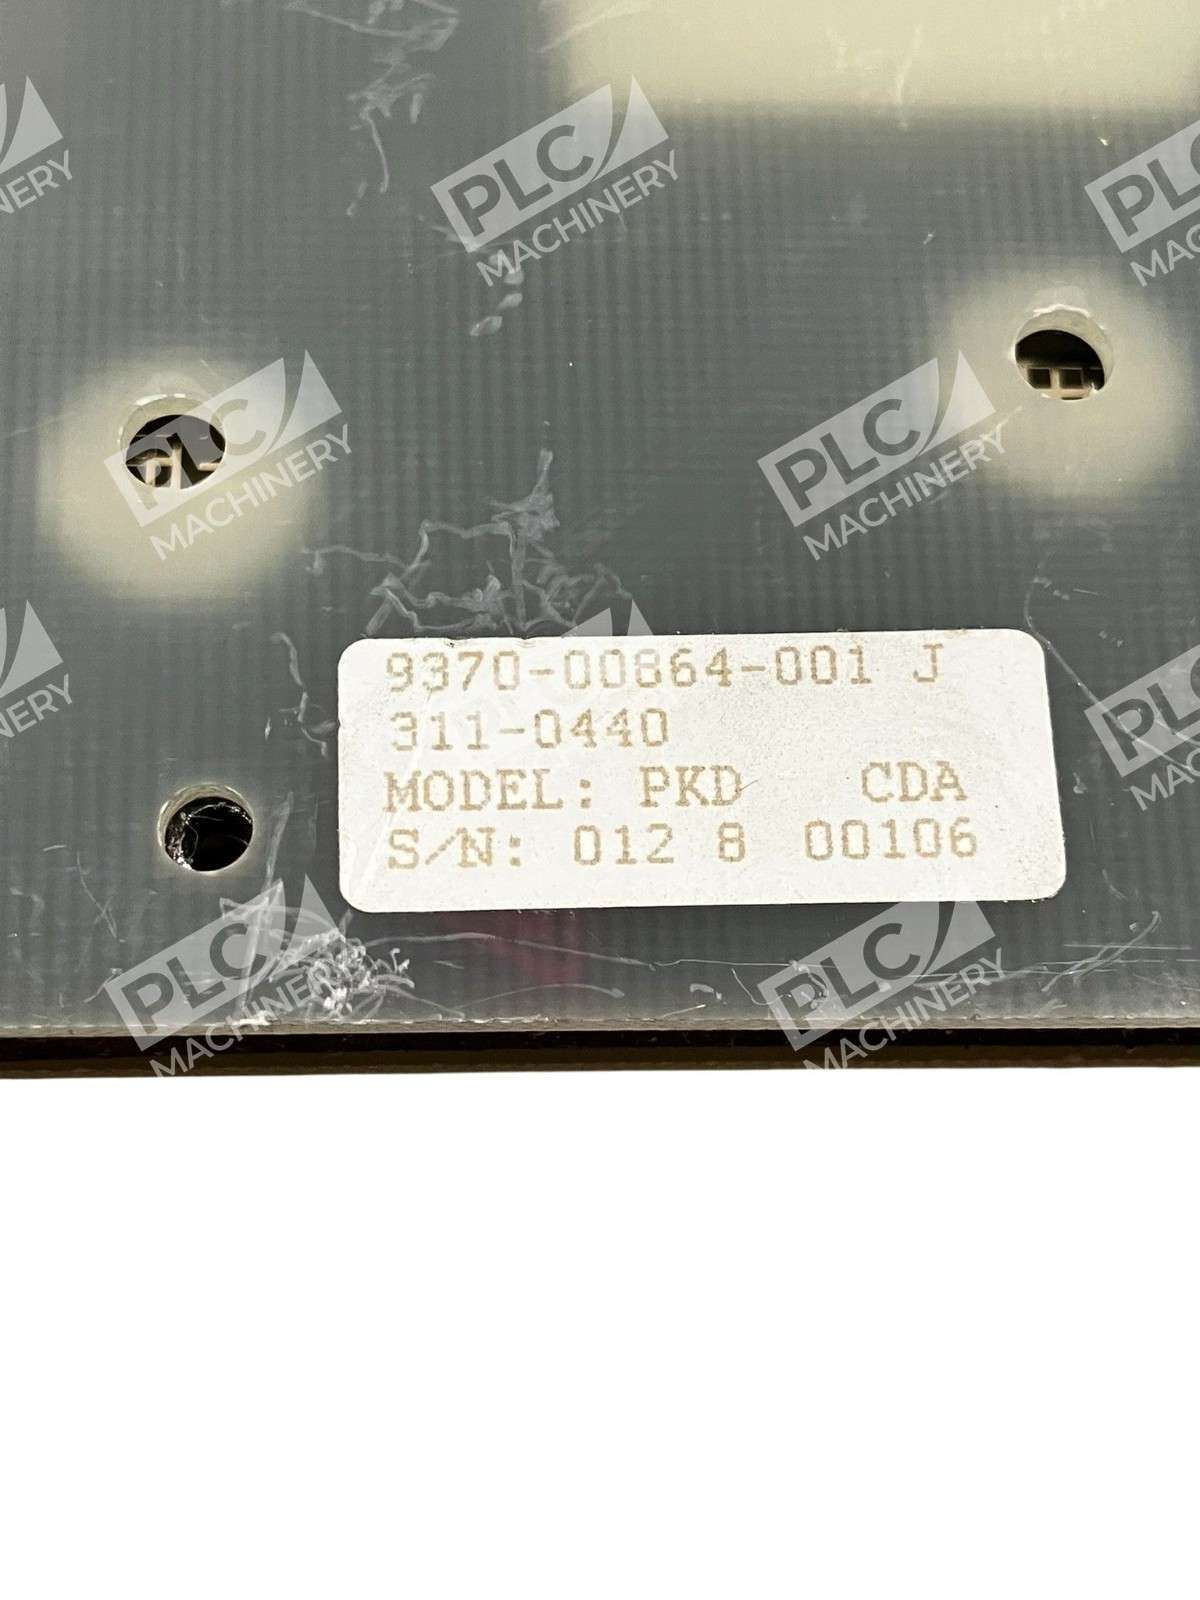 PLC
MACHINERY
9370-00864-001 J
311-0440
MODEL: PKD CDA
S/N: 012 8 00106